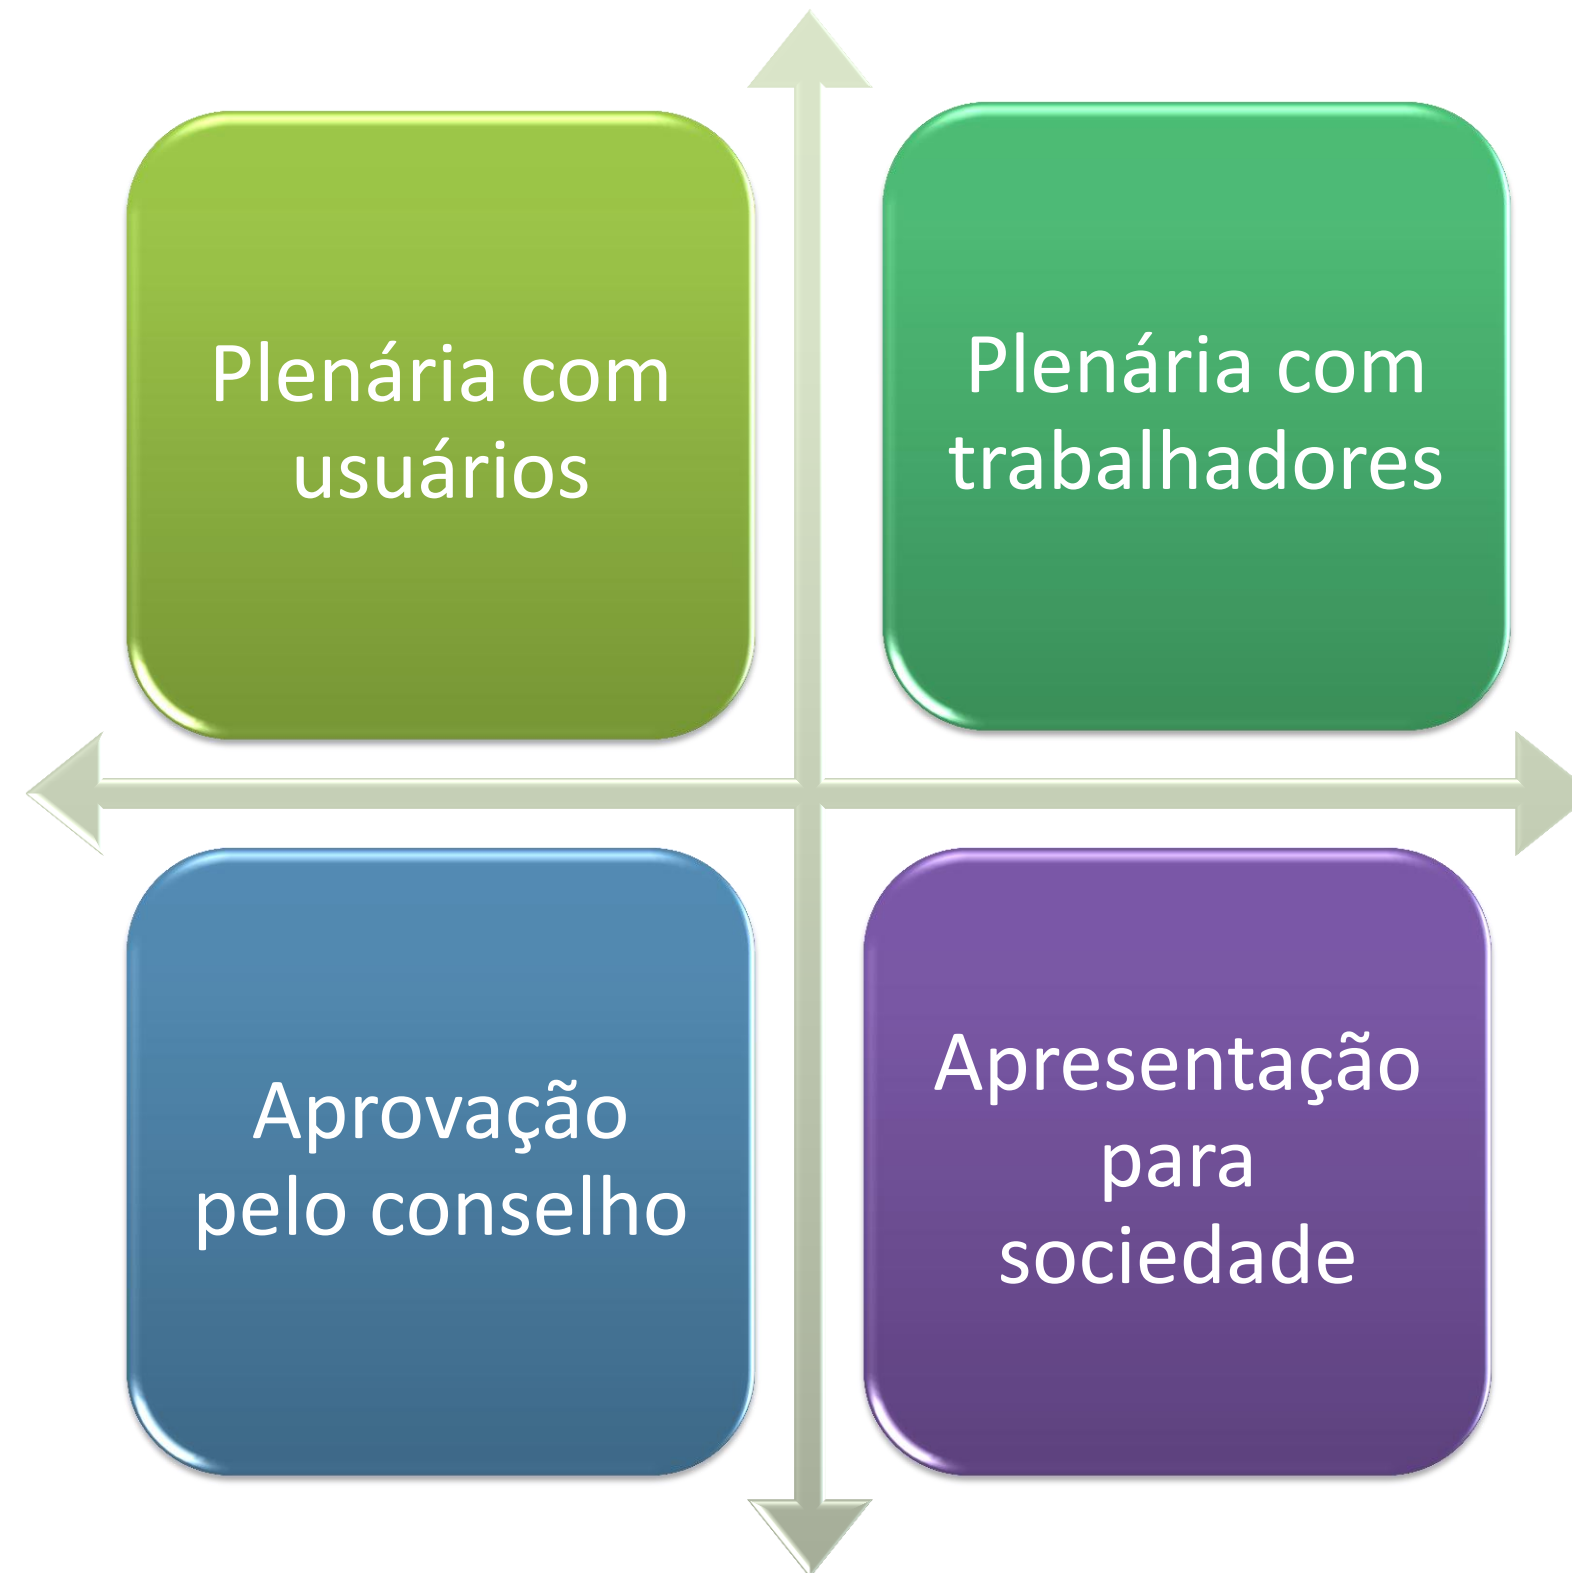 Plenária com
usuários
Plenária com
trabalhadores
Aprovação
pelo conselho
Apresentação
para
sociedade